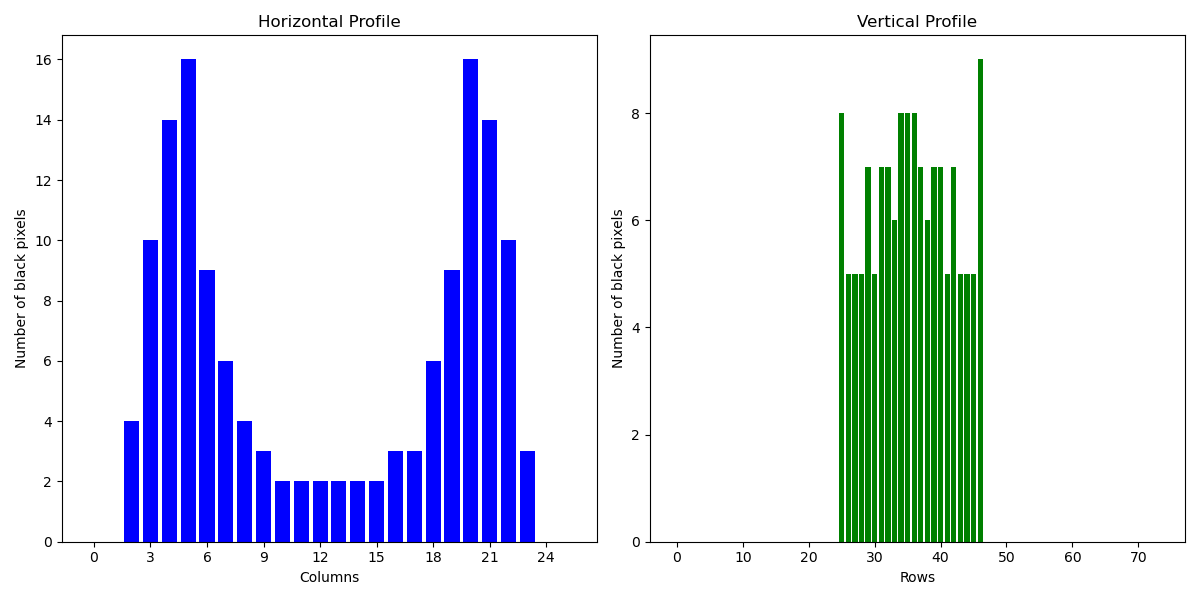 Horizontal Profile
Number of black pixels
16
14
12
10
8
6
4
2
0
0 3 6 9 12 15 18 21 24
Columns
Vertical Profile
Number of black pixels
8
6
4
2
0
0 10 20 30 40 50 60 70
Rows